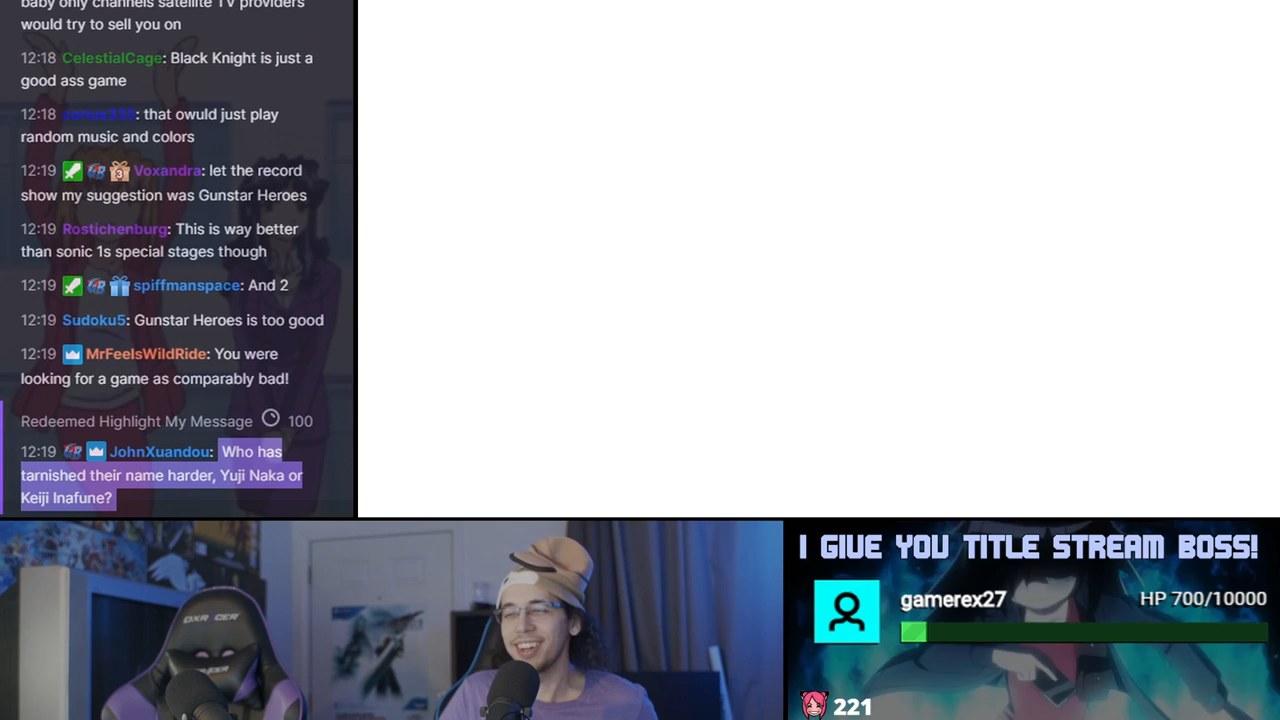 baby only channels satellite TV providers
would try to sell you on
12:18 CelestialCage: Black Knight is just a
good ass game
12:18 : that owuld just play
random music and colors
12:19 3 Voxandra: let the record
show my suggestion was Gunstar Heroes
12:19 Rostichenburg: This is way better
than sonic 1s special stages though
12:19 spiffmanspace: And 2
12:19 Sudoku5: Gunstar Heroes is too good
12:19 MrFeelsWildRide: You were
looking for a game as comparably bad!
Redeemed Highlight My Message 100
12:19 JohnXuandou: Who has
tarnished their name harder, Yuji Naka or
Keiji Inafune?
DXRACER
I GIVE YOU TITLE STREAM BOSS!
gamerex27 HP 700/10000
221